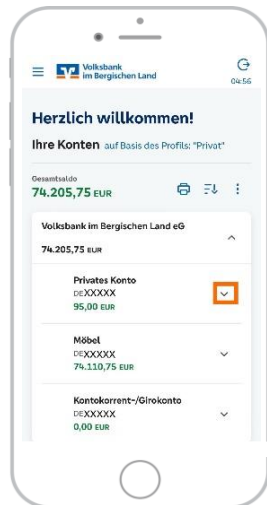 Volksbank
im Bergischen Land
04:56
Herzlich willkommen!
Ihre Konten auf Basis des Profils: "Privat"
Gesamtsaldo
74.205,75 EUR
Volksbank im Bergischen Land eG
74.205,75 EUR
Privates Konto
DEXXXXX
95,00 EUR
Möbel
DEXXXXX
74.110,75 EUR
Kontokorrent-/Girokonto
DEXXXXX
0,00 EUR